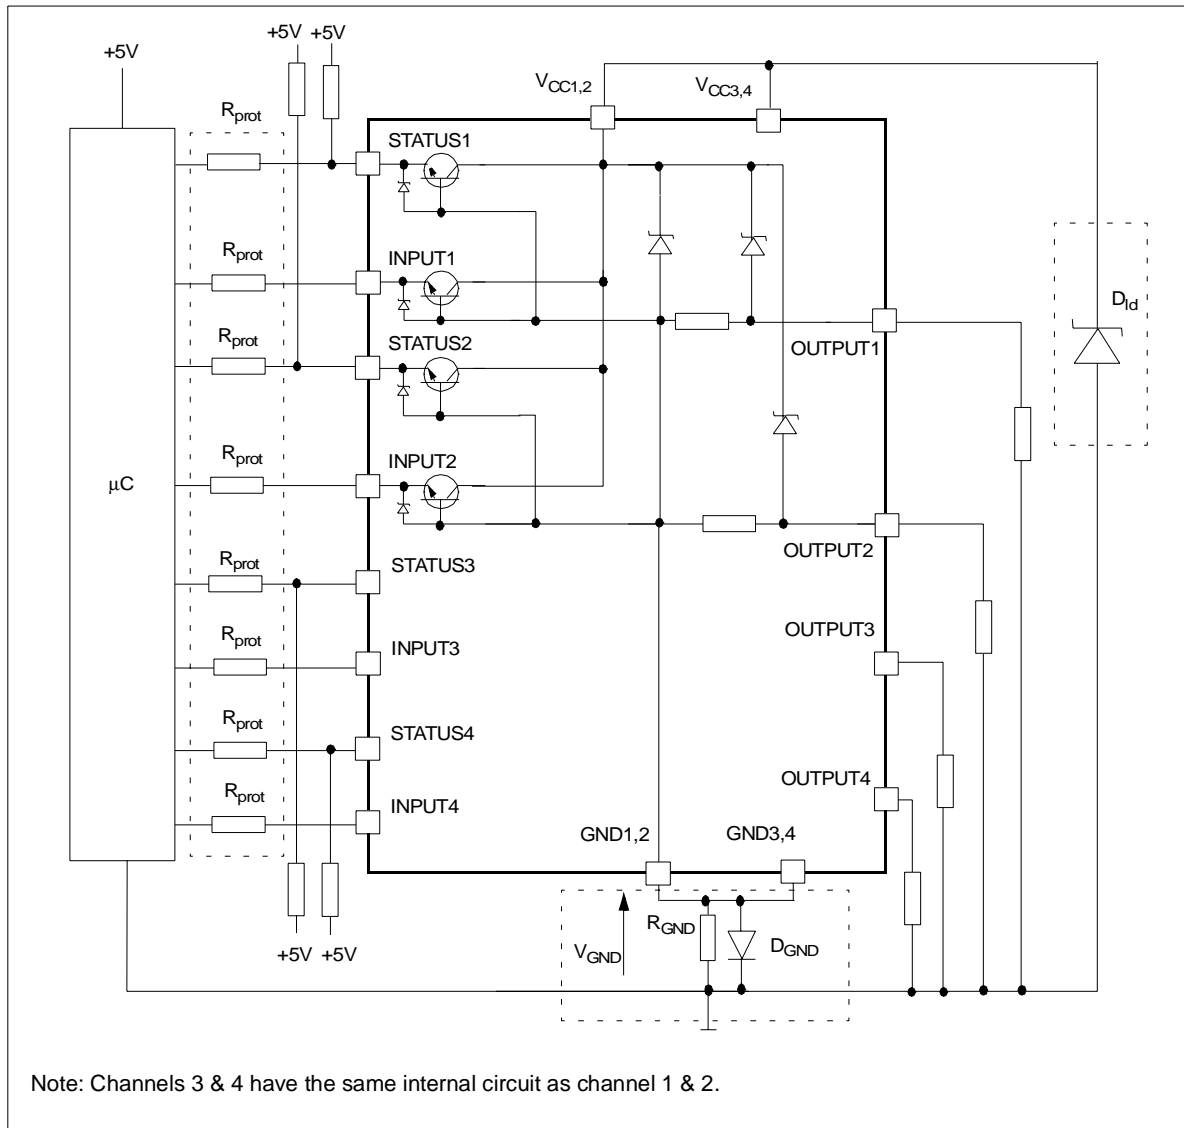 +5V +5V
+5V
VCC1,2
VCC3,4
Rprot
STATUS1
Rprot
INPUT1
Dld
Rprot
STATUS2
OUTPUT1
Rprot
INPUT2
μC
OUTPUT2
Rprot
STATUS3
Rprot
INPUT3
OUTPUT3
Rprot
STATUS4
OUTPUT4
Rprot
INPUT4
GND1,2
GND3,4
RGND
VGND
DGND
+5V +5V
Note: Channels 3 & 4 have the same internal circuit as channel 1 & 2.